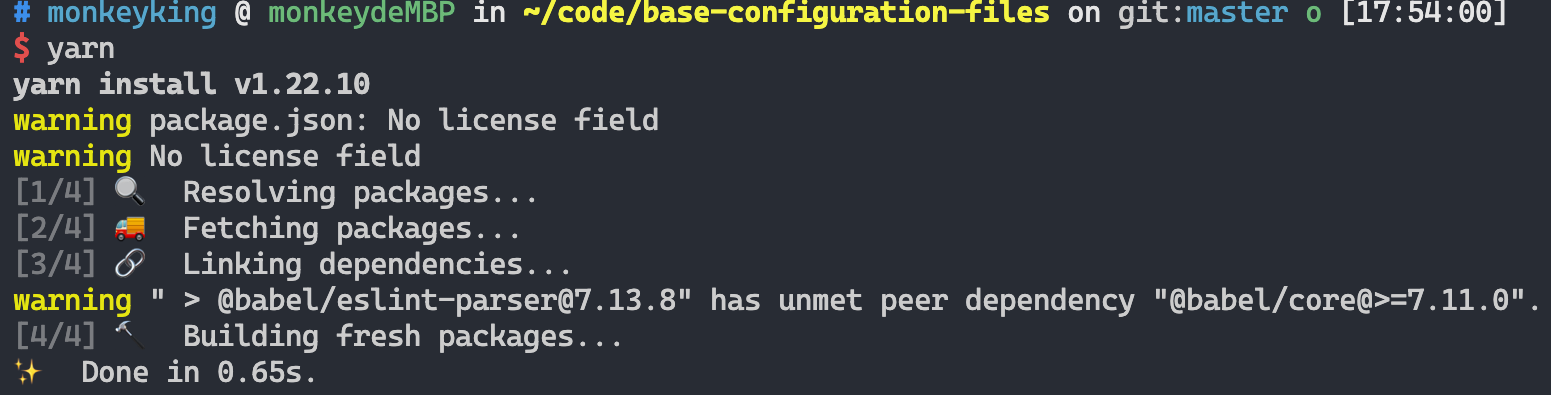 # monkeyking @ monkeydeMBP in ~/code/base-configuration-files on git:master o [17:54:00]
$ yarn
yarn install v1.22.10
warning package.json: No license field
warning No license field
[1/4] 🔍  Resolving packages...
[2/4] 🚚  Fetching packages...
[3/4] 🔗  Linking dependencies...
warning " > @babel/eslint-parser@7.13.8" has unmet peer dependency "@babel/core@>=7.11.0".
[4/4] 🔨  Building fresh packages...
✨  Done in 0.65s.